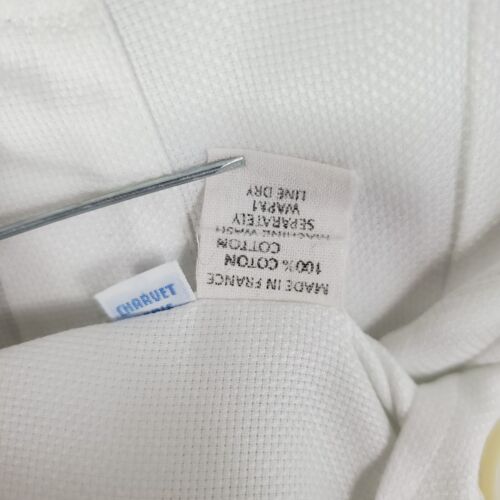 MADE IN FRANCE
100% COTON
COTTON
MACHINE WASH
SEPARATELY
WARM
LINE DRY
CHARVET